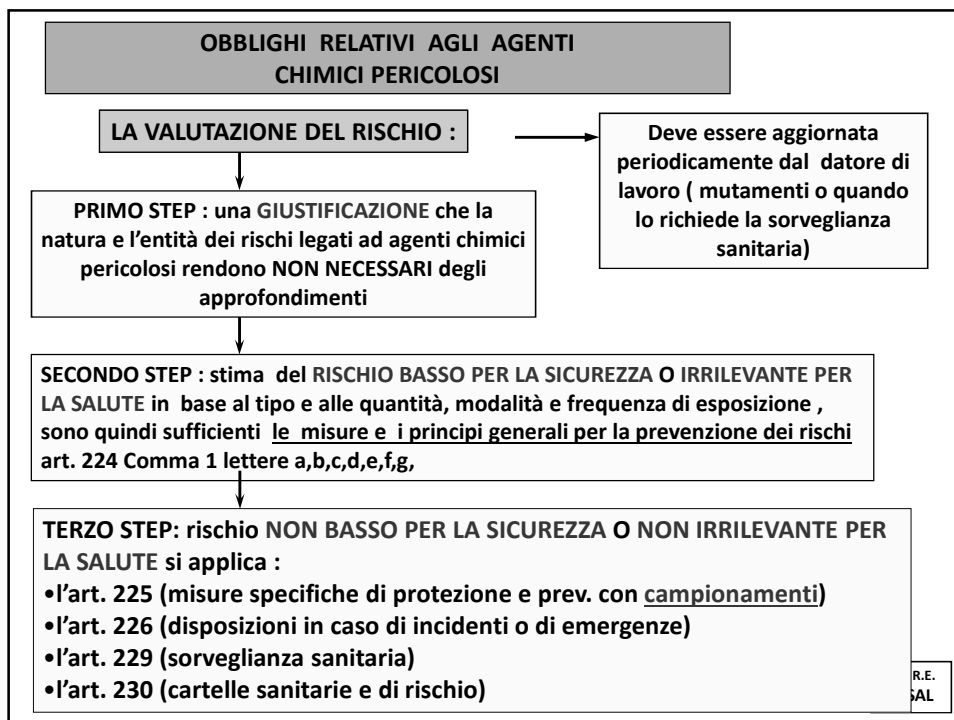 OBBLIGHI RELATIVI AGLI AGENTI
CHIMICI PERICOLOSI
LA VALUTAZIONE DEL RISCHIO :
Deve essere aggiornata
periodicamente dal datore di
lavoro ( mutamenti o quando
lo richiede la sorveglianza
sanitaria)
PRIMO STEP : una GIUSTIFICAZIONE che la
natura e l'entità dei rischi legati ad agenti chimici
pericolosi rendono NON NECESSARI degli
approfondimenti
SECONDO STEP : stima del RISCHIO BASSO PER LA SICUREZZA O IRRILEVANTE PER
LA SALUTE in base al tipo e alle quantità, modalità e frequenza di esposizione ,
sono quindi sufficienti le misure e i principi generali per la prevenzione dei rischi
art. 224 Comma 1 lettere a,b,c,d,e,f,g,
TERZO STEP: rischio NON BASSO PER LA SICUREZZA O NON IRRILEVANTE PER
LA SALUTE si applica :
•l'art. 225 (misure specifiche di protezione e prev. con campionamenti)
•l'art. 226 (disposizioni in caso di incidenti o di emergenze)
•l'art. 229 (sorveglianza sanitaria)
•l'art. 230 (cartelle sanitarie e di rischio)
R.E.